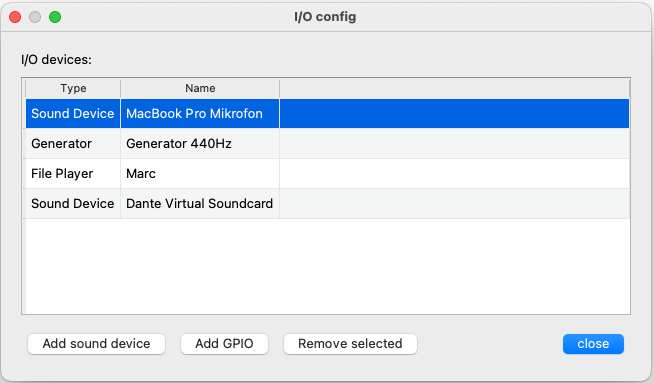 I/O config
I/O devices:
Type Name
Sound Device MacBook Pro Mikrofon
Generator Generator 440Hz
File Player Marc
Sound Device Dante Virtual Soundcard
Add sound device Add GPIO Remove selected close